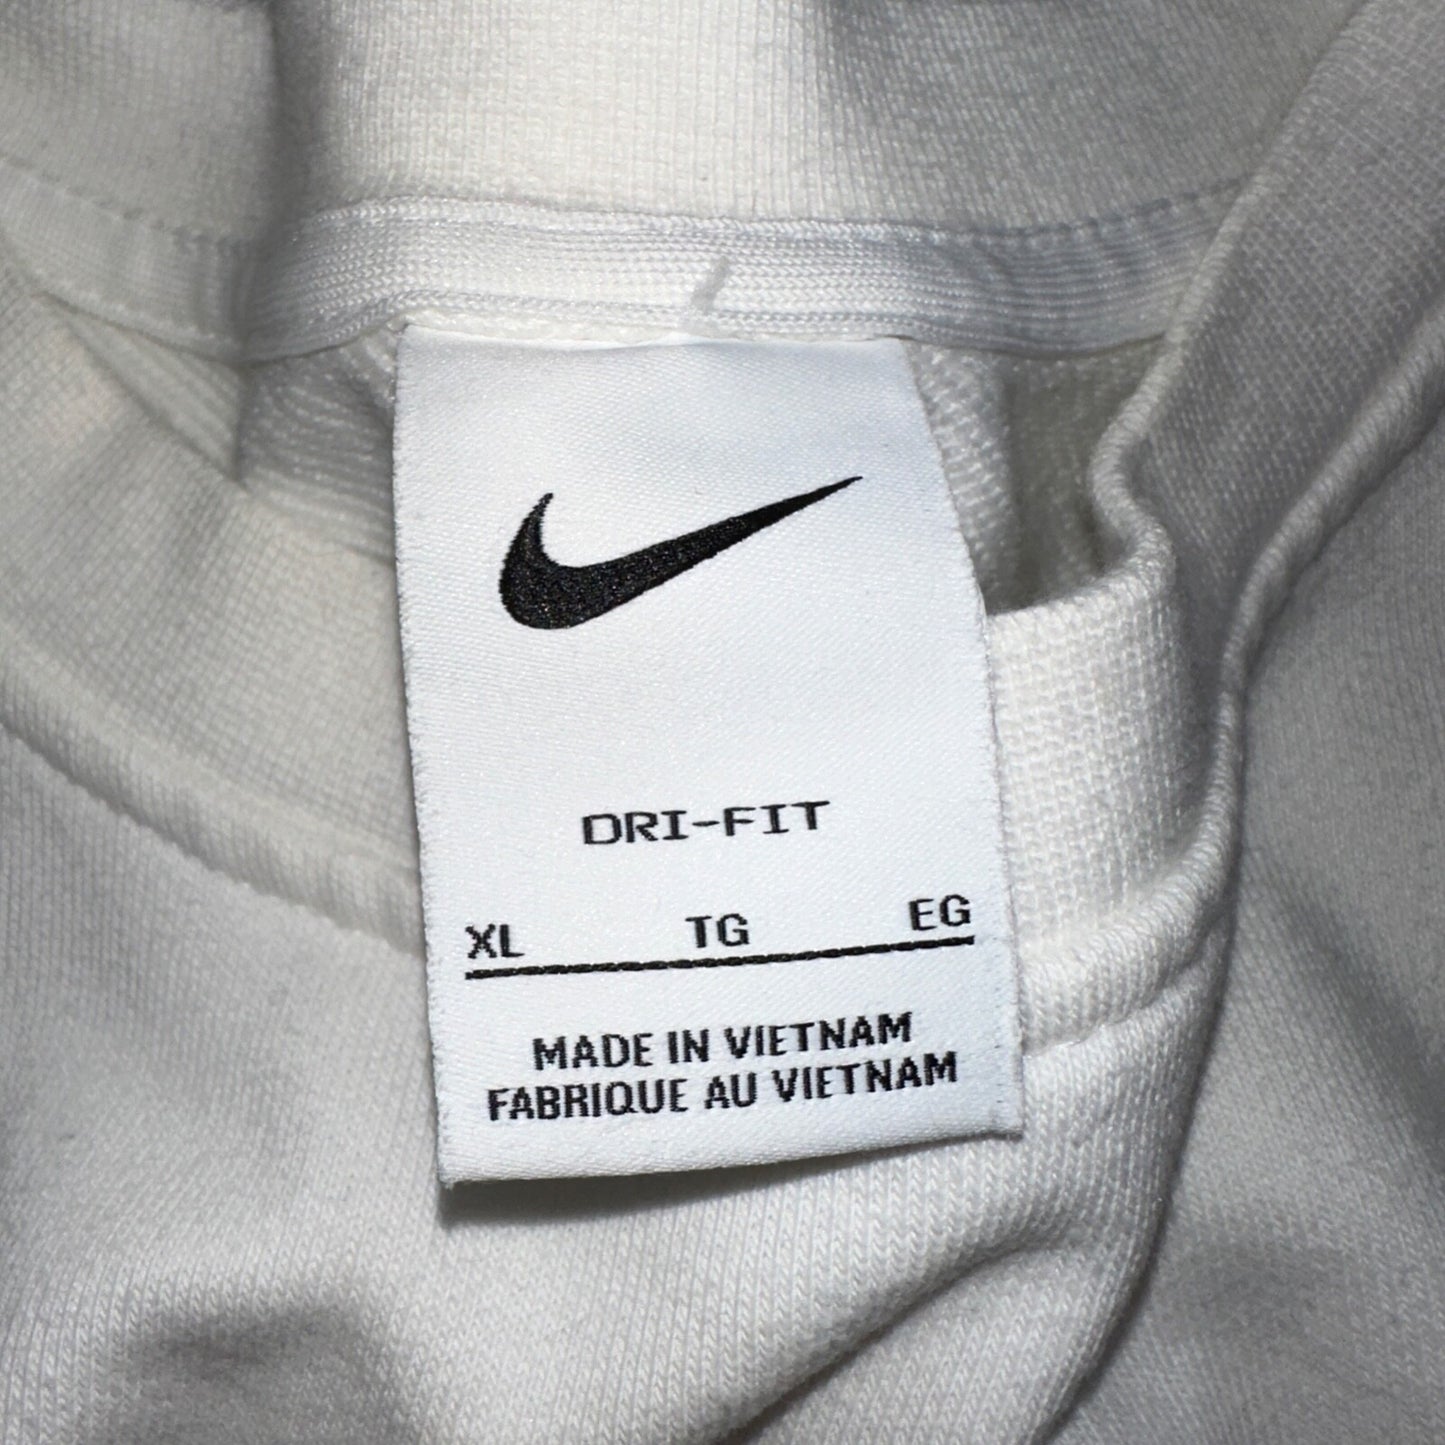 DRI-FIT
XL TG EG
MADE IN VIETNAM
FABRIQUE AU VIETNAM